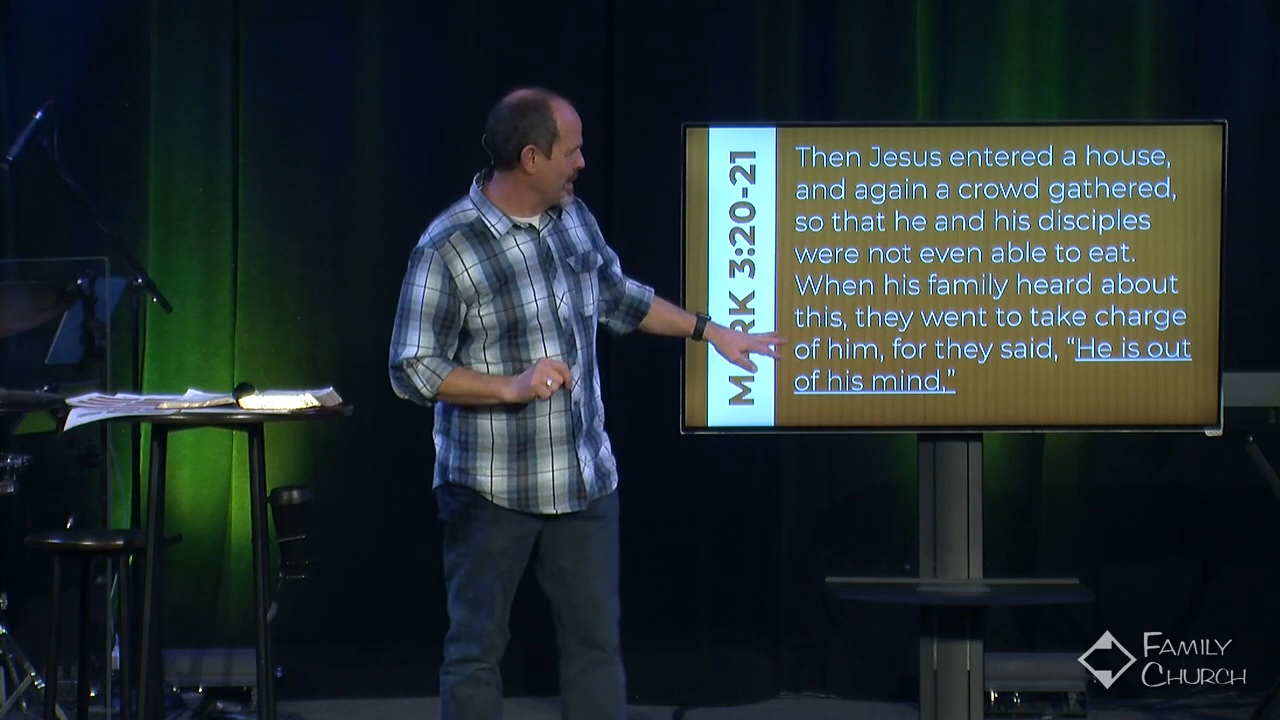 MARK 3:20-21
Then Jesus entered a house,
and again a crowd gathered,
so that he and his disciples
were not even able to eat.
When his family heard about
this, they went to take charge
of him, for they said, “He is out
of his mind.”
FAMILY
CHURCH